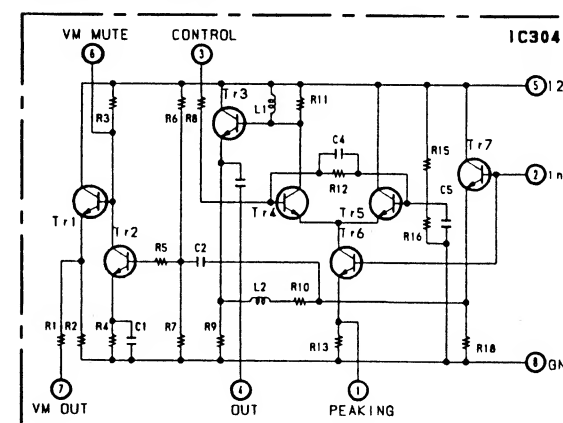 VM MUTE
CONTROL
IC304
6
3
R3
R6
R8
Tr3
L1
R11
5
12
C4
R15
Tr7
R12
2
In
Tr4
Tr5
C5
Tr1
Tr2
Tr6
R16
R5
C2
L2
R10
R1
R2
R4
C1
R7
R9
R13
R18
8
GN
7
4
1
VM OUT
OUT
PEAKING